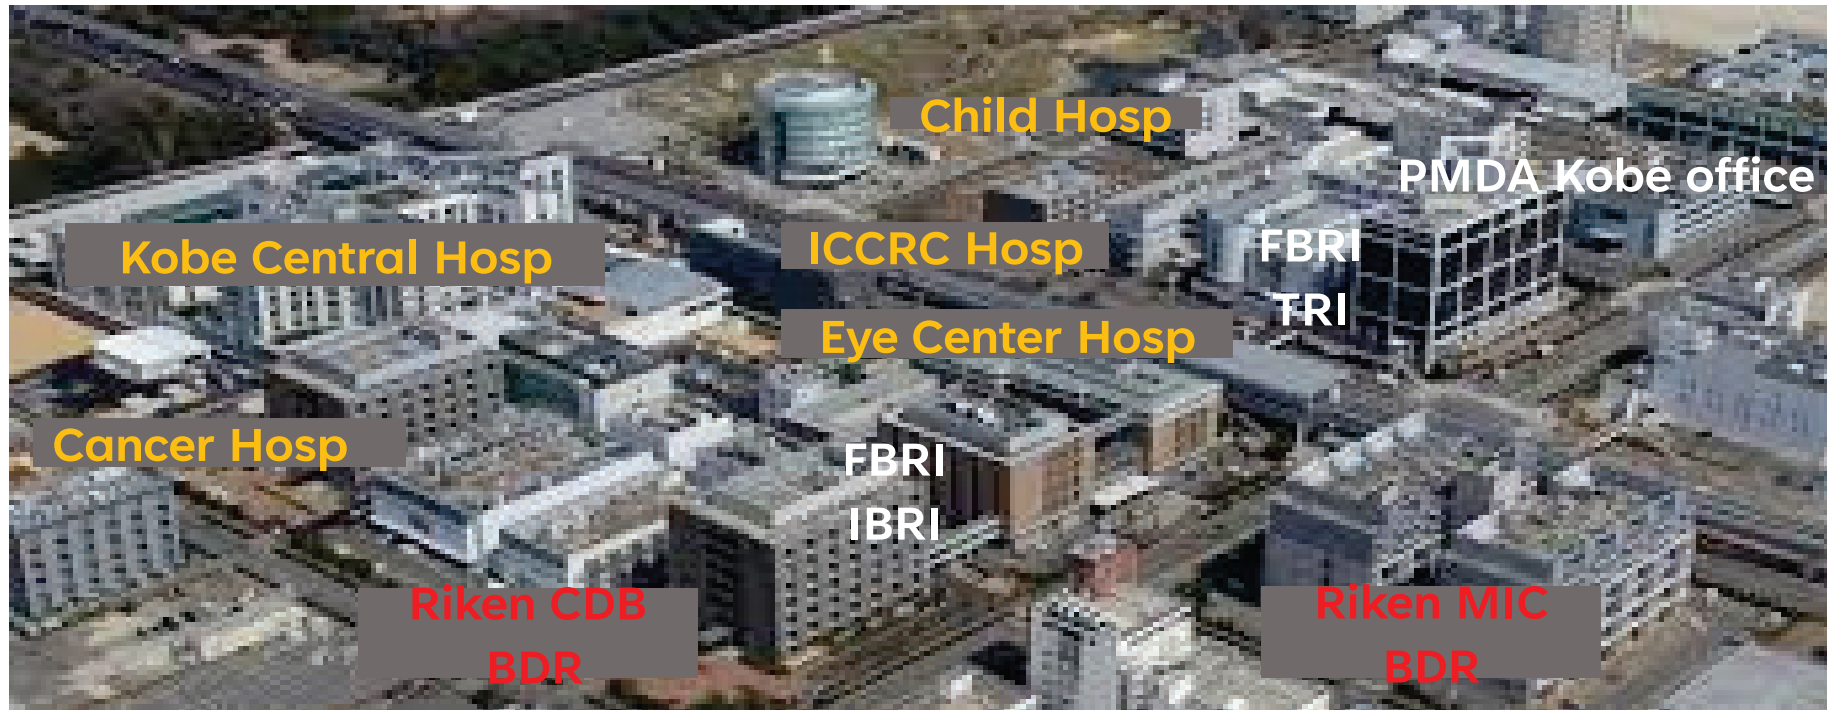 Child Hosp
PMDA Kobe office
Kobe Central Hosp
ICCRC Hosp
FBRI
TRI
Eye Center Hosp
Cancer Hosp
FBRI
IBRI
Riken CDB
BDR
Riken MIC
BDR